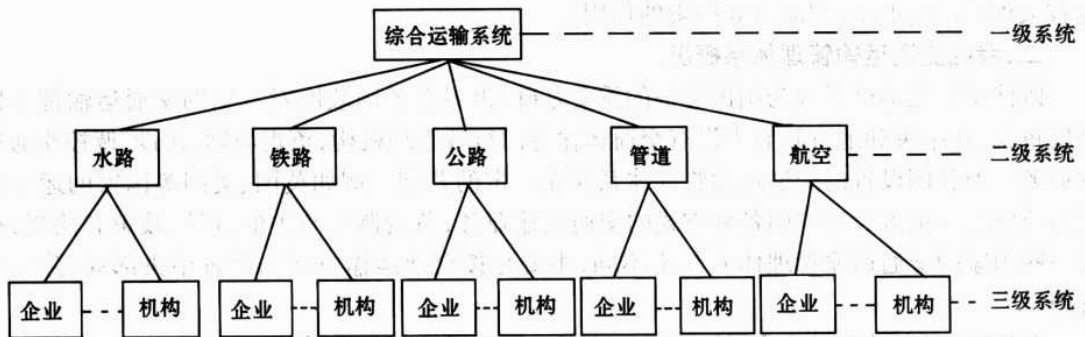 综合运输系统 一级系统
水路 铁路 公路 管道 航空 二级系统
企业 机构 企业 机构 企业 机构 企业 机构 企业 机构 三级系统